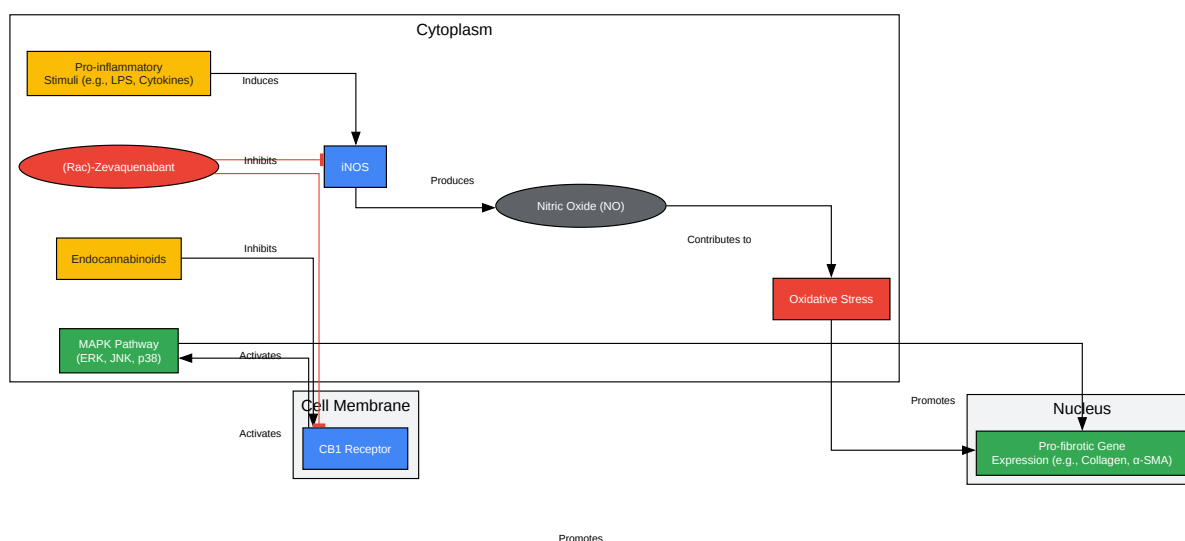 Cytoplasm
Pro-inflammatory
Stimuli (e.g., LPS, Cytokines)
Induces
(Rac)-Zevaquenabant
Inhibits
iNOS
Produces
Nitric Oxide (NO)
Contributes to
Endocannabinoids
Inhibits
Oxidative Stress
MAPK Pathway
(ERK, JNK, p38)
Activates
Cell Membrane
Activates
CB1 Receptor
Promotes
Nucleus
Pro-fibrotic Gene
Expression (e.g., Collagen, α-SMA)
Promotes